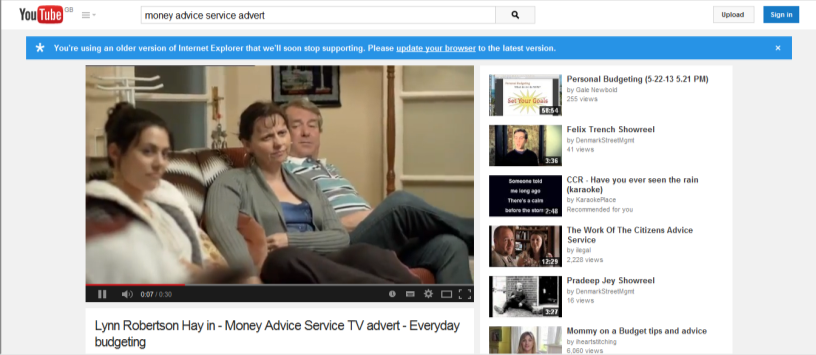 YouTube GB
money advice service advert
Upload
Sign in
You're using an older version of Internet Explorer that we'll soon stop supporting. Please update your browser to the latest version.
×
0:07 / 0:30
Lynn Robertson Hay in - Money Advice Service TV advert - Everyday
budgeting
Set Your Goals
58:54
Personal Budgeting (5-22-13 5.21 PM)
by Gale Newbold
255 views
3:36
Felix Trench Showreel
by DenmarkStreetMgmt
41 views
Someone told
me long ago
There's a calm
before the storm
2:48
CCR - Have you ever seen the rain
(karaoke)
by KaraokePlace
Recommended for you
12:29
The Work Of The Citizens Advice
Service
by ilegal
2,228 views
3:27
Pradeep Jey Showreel
by DenmarkStreetMgmt
16 views
Mommy on a Budget tips and advice
by iheartstitching
6,060 views